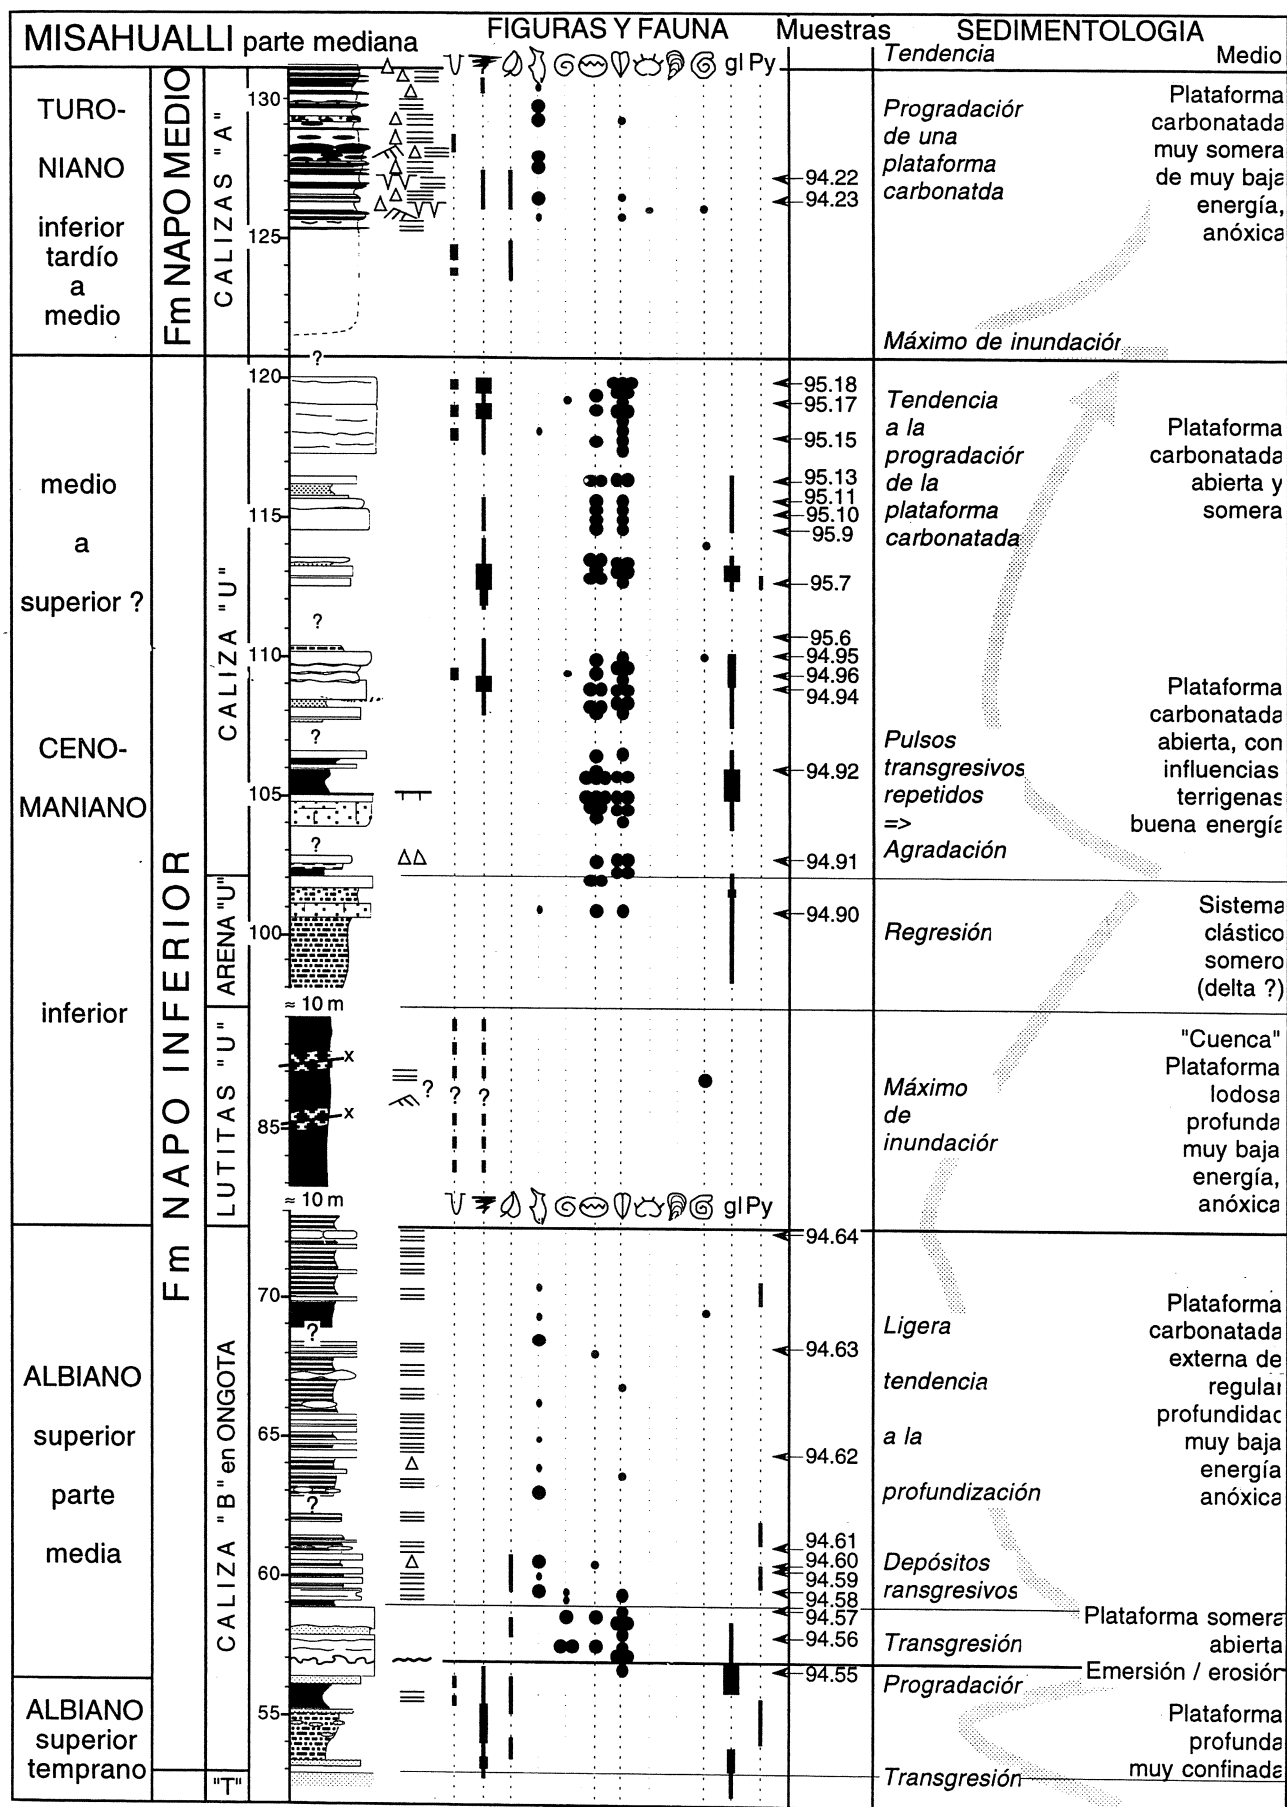 MISAHUALLI parte mediana
FIGURAS Y FAUNA
Muestras
SEDIMENTOLOGIA
Tendencia
Medio
gl Py
TURO-
NIANO
inferior
tardío
a
medio
medio
a
superior ?
CENO-
MANIANO
inferior
ALBIANO
superior
parte
media
ALBIANO
superior
temprano
Fm NAPO MEDIO
Fm NAPO INFERIOR
CALIZAS "A"
CALIZA "U"
ARENA "U"
LUTITAS "U"
CALIZA "B" en ONGOTA
"T"
130
125
?
120
115
?
110
?
105
?
100
≈ 10 m
x
x
85
≈ 10 m
70
?
65
?
60
55
?
?
?
gl Py
94.22
94.23
95.18
95.17
95.15
95.13
95.11
95.10
95.9
95.7
95.6
94.95
94.96
94.94
94.92
94.91
94.90
94.64
94.63
94.62
94.61
94.60
94.59
94.58
94.57
94.56
94.55
Progradación
de una
plataforma
carbonatda
Máximo de inundación
Tendencia
a la
progradación
de la
plataforma
carbonatada
Pulsos
transgresivos
repetidos
=>
Agradación
Regresión
Máximo
de
inundación
Ligera
tendencia
a la
profundización
Depósitos
ransgresivos
Transgresión
Progradación
Transgresión
Plataforma
carbonatada
muy somera
de muy baja
energía,
anóxica
Plataforma
carbonatada
abierta y
somera
Plataforma
carbonatada
abierta, con
influencias
terrigenas
buena energía
Sistema
clástico
somero
(delta ?)
"Cuenca"
Plataforma
lodosa
profunda
muy baja
energía,
anóxica
Plataforma
carbonatada
externa de
regular
profundidad
muy baja
energía
anóxica
Plataforma somera
abierta
Emersión / erosión
Plataforma
profunda
muy confinada